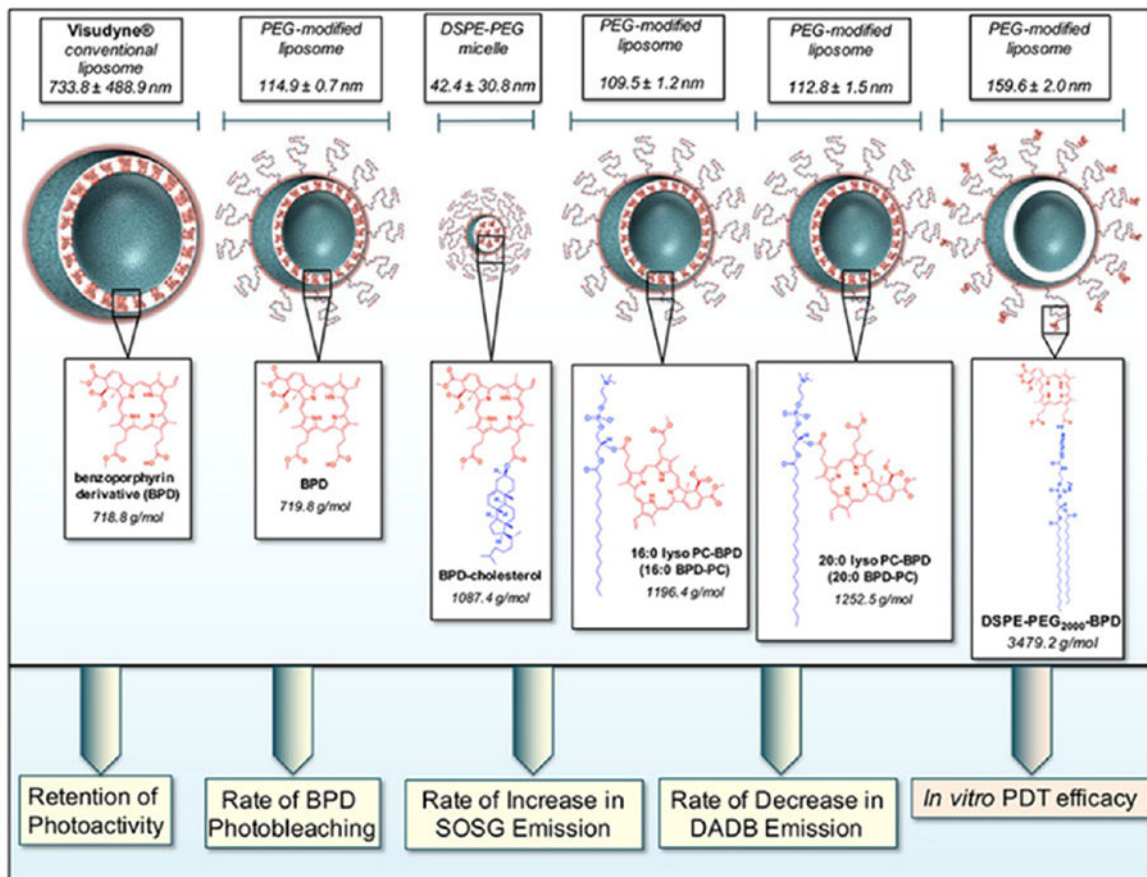 Visudyne®
conventional
liposome
733.8 ± 488.9 nm
PEG-modified
liposome
114.9 ± 0.7 nm
DSPE-PEG
micelle
42.4 ± 30.8 nm
PEG-modified
liposome
109.5 ± 1.2 nm
PEG-modified
liposome
112.8 ± 1.5 nm
PEG-modified
liposome
159.6 ± 2.0 nm
benzoporphyrin
derivative (BPD)
718.8 g/mol
BPD
719.8 g/mol
BPD-cholesterol
1087.4 g/mol
16:0 lyso PC-BPD
(16:0 BPD-PC)
1196.4 g/mol
20:0 lyso PC-BPD
(20:0 BPD-PC)
1252.5 g/mol
DSPE-PEG2000-BPD
3479.2 g/mol
Retention of
Photoactivity
Rate of BPD
Photobleaching
Rate of Increase in
SOSG Emission
Rate of Decrease in
DADB Emission
In vitro PDT efficacy